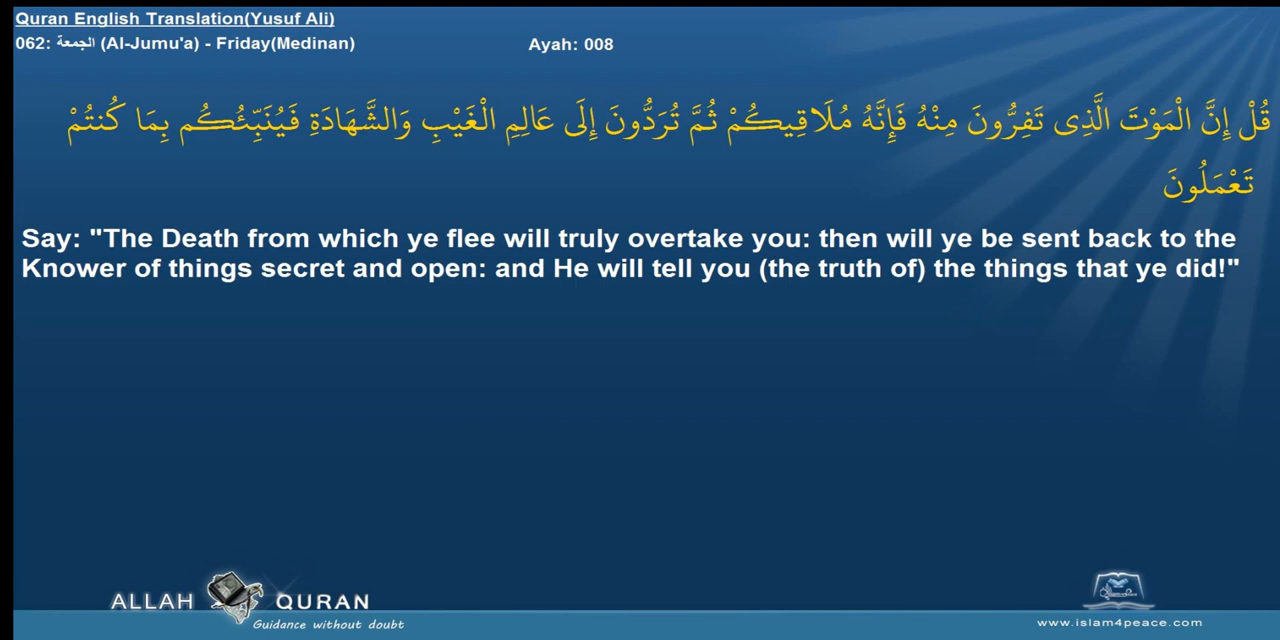 Quran English Translation(Yusuf Ali)
062: الجمعة (Al-Jumu'a) - Friday(Medinan)
Ayah: 008
قُلْ إِنَّ الْمَوْتَ الَّذِى تَفِرُّونَ مِنْهُ فَإِنَّهُ مُلَاقِيكُمْ ثُمَّ تُرَدُّونَ إِلَى عَالِمِ الْغَيْبِ وَالشَّهَادَةِ فَيُنَبِّئُكُم بِمَا كُنتُمْ
تَعْمَلُونَ
Say: "The Death from which ye flee will truly overtake you: then will ye be sent back to the
Knower of things secret and open: and He will tell you (the truth of) the things that ye did!"
ALLAH QURAN
Guidance without doubt
www.islam4peace.com